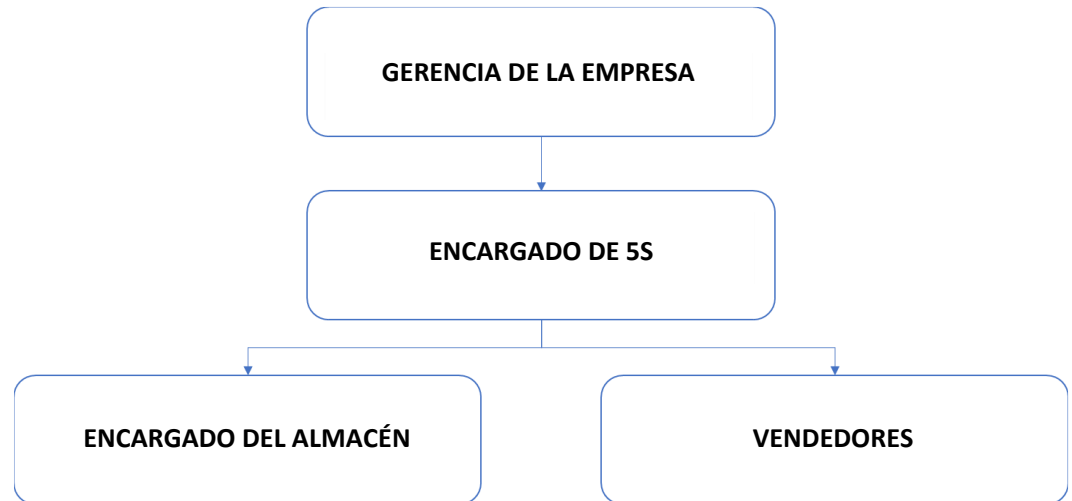 GERENCIA DE LA EMPRESA
ENCARGADO DE 5S
ENCARGADO DEL ALMACÉN
VENDEDORES